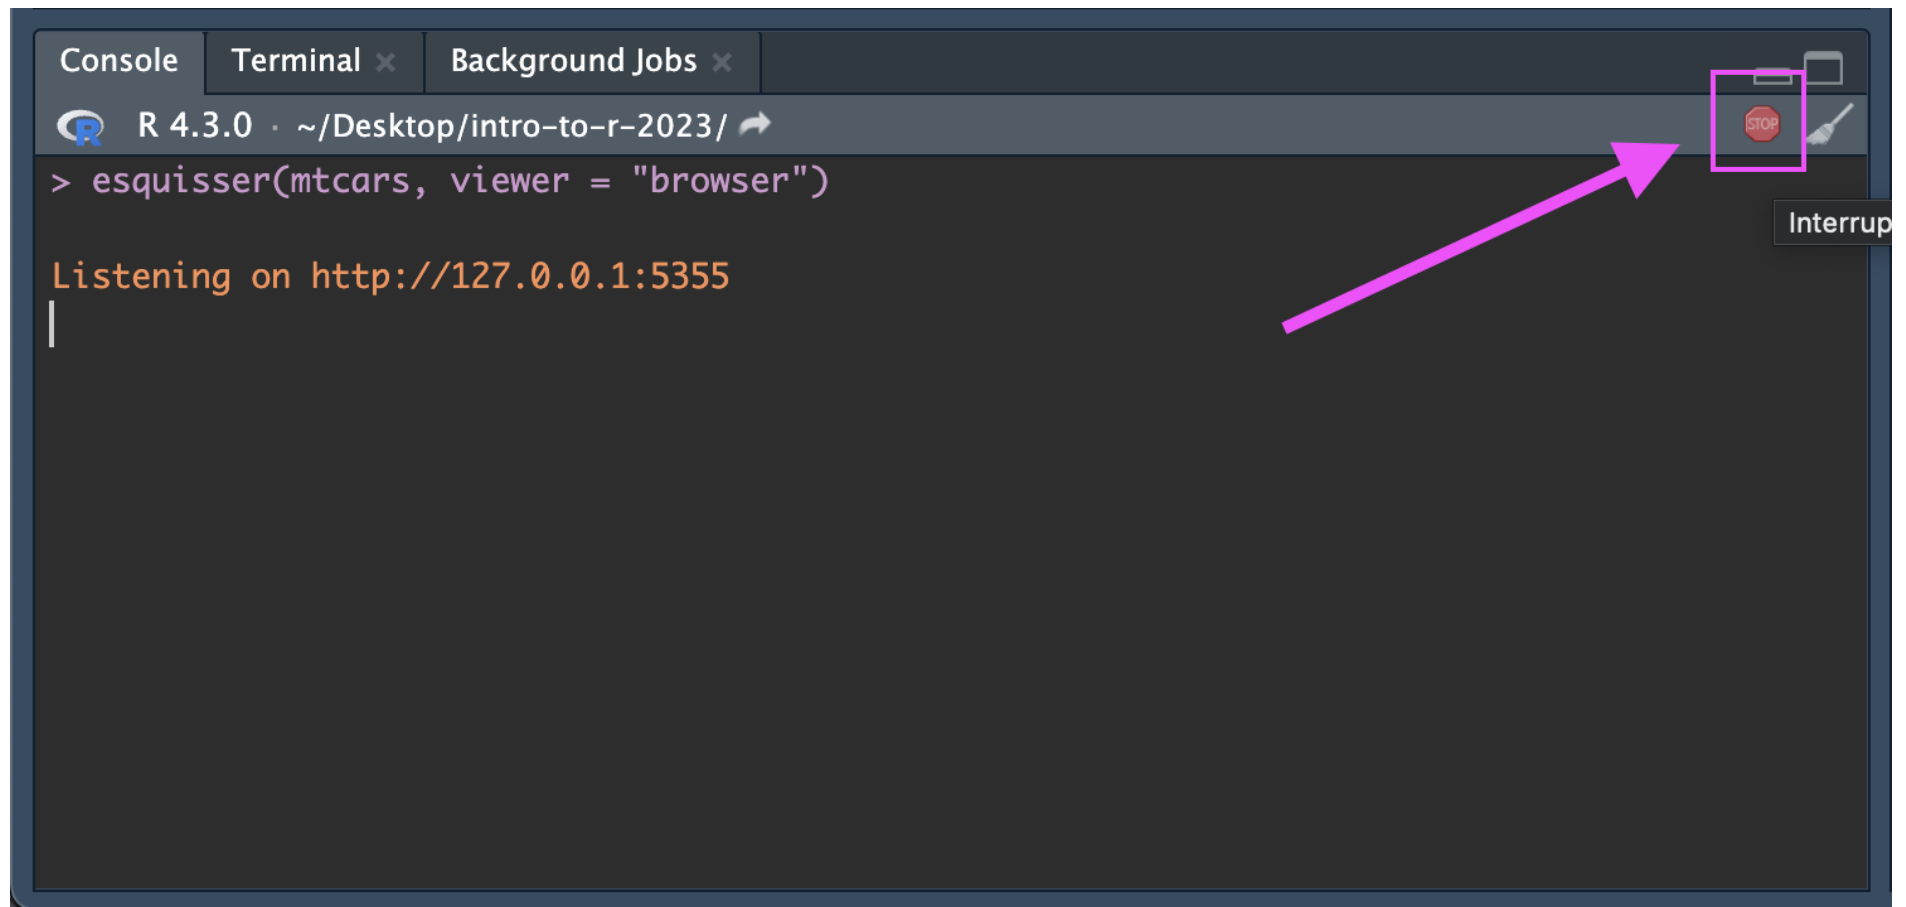 Console Terminal × Background Jobs ×
R R 4.3.0 · ~/Desktop/intro-to-r-2023/
STOP
> esquisser(mtcars, viewer = "browser")
Interrup
Listening on http://127.0.0.1:5355